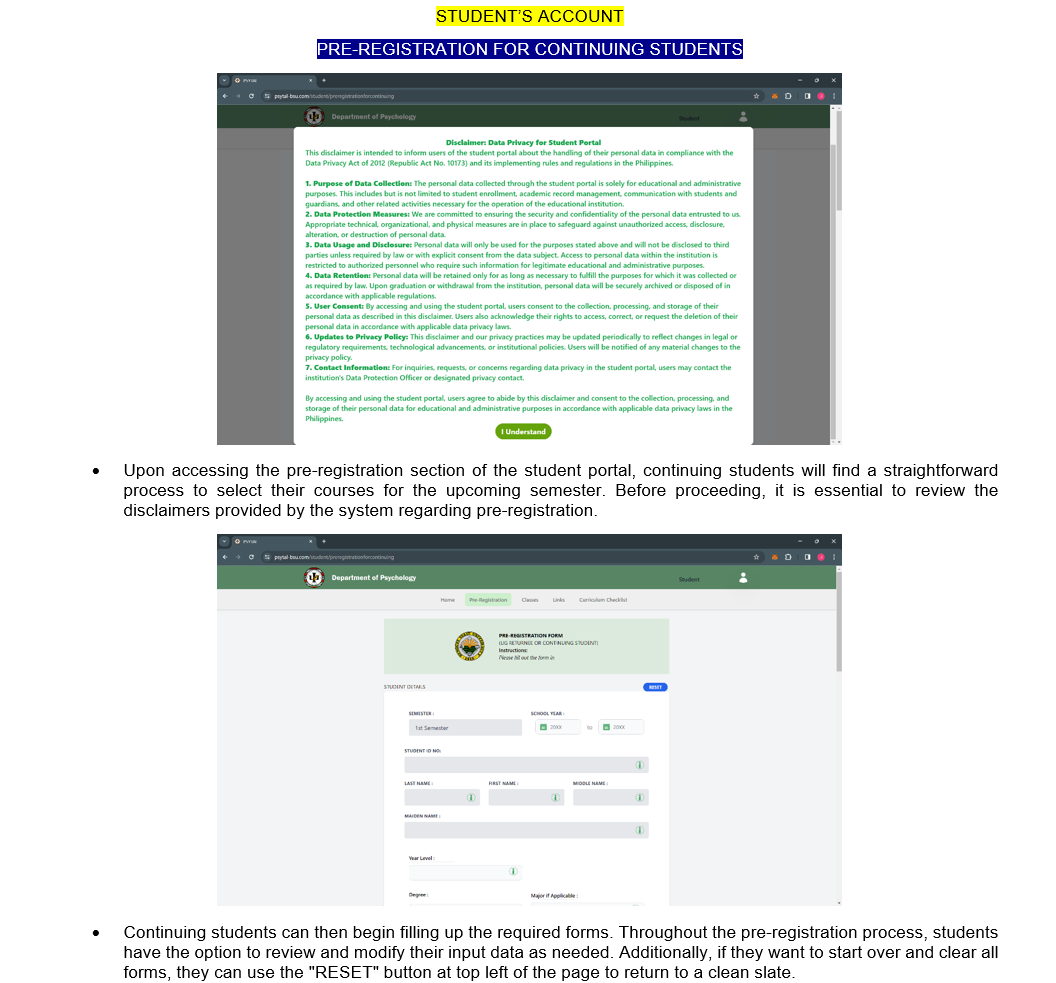 STUDENT'S ACCOUNT
PRE-REGISTRATION FOR CONTINUING STUDENTS
PSYTAL
psytal-bsu.com/student/preregistrationforcontinuing
Department of Psychology
Student
Disclaimer: Data Privacy for Student Portal
This disclaimer is intended to inform users of the student portal about the handling of their personal data in compliance with the
Data Privacy Act of 2012 (Republic Act No. 10173) and its implementing rules and regulations in the Philippines.
1. Purpose of Data Collection: The personal data collected through the student portal is solely for educational and administrative
purposes. This includes but is not limited to student enrollment, academic record management, communication with students and
guardians, and other related activities necessary for the operation of the educational institution.
2. Data Protection Measures: We are committed to ensuring the security and confidentiality of the personal data entrusted to us.
Appropriate technical, organizational, and physical measures are in place to safeguard against unauthorized access, disclosure,
alteration, or destruction of personal data.
3. Data Usage and Disclosure: Personal data will only be used for the purposes stated above and will not be disclosed to third
parties unless required by law or with explicit consent from the data subject. Access to personal data within the institution is
restricted to authorized personnel who require such information for legitimate educational and administrative purposes.
4. Data Retention: Personal data will be retained only for as long as necessary to fulfill the purposes for which it was collected or
as required by law. Upon graduation or withdrawal from the institution, personal data will be securely archived or disposed of in
accordance with applicable regulations.
5. User Consent: By accessing and using the student portal, users consent to the collection, processing, and storage of their
personal data as described in this disclaimer. Users also acknowledge their rights to access, correct, or request the deletion of their
personal data in accordance with applicable data privacy laws.
6. Updates to Privacy Policy: This disclaimer and our privacy practices may be updated periodically to reflect changes in legal or
regulatory requirements, technological advancements, or institutional policies. Users will be notified of any material changes to the
privacy policy.
7. Contact Information: For inquiries, requests, or concerns regarding data privacy in the student portal, users may contact the
institution's Data Protection Officer or designated privacy contact.
By accessing and using the student portal, users agree to abide by this disclaimer and consent to the collection, processing, and
storage of their personal data for educational and administrative purposes in accordance with applicable data privacy laws in the
Philippines.
I Understand
• Upon accessing the pre-registration section of the student portal, continuing students will find a straightforward
process to select their courses for the upcoming semester. Before proceeding, it is essential to review the
disclaimers provided by the system regarding pre-registration.
PSYTAL
psytal-bsu.com/student/preregistrationforcontinuing
Department of Psychology
Student
Home Pre-Registration Classes Links Curriculum Checklist
PRE-REGISTRATION FORM
(UG RETURNEE OR CONTINUING STUDENT)
Instructions:
Please fill out the form in
STUDENT DETAILS RESET
SEMESTER : SCHOOL YEAR :
1st Semester 20XX to 20XX
STUDENT ID NO:
LAST NAME : FIRST NAME : MIDDLE NAME :
MAIDEN NAME :
Year Level :
Degree : Major if Applicable :
• Continuing students can then begin filling up the required forms. Throughout the pre-registration process, students
have the option to review and modify their input data as needed. Additionally, if they want to start over and clear all
forms, they can use the "RESET" button at top left of the page to return to a clean slate.